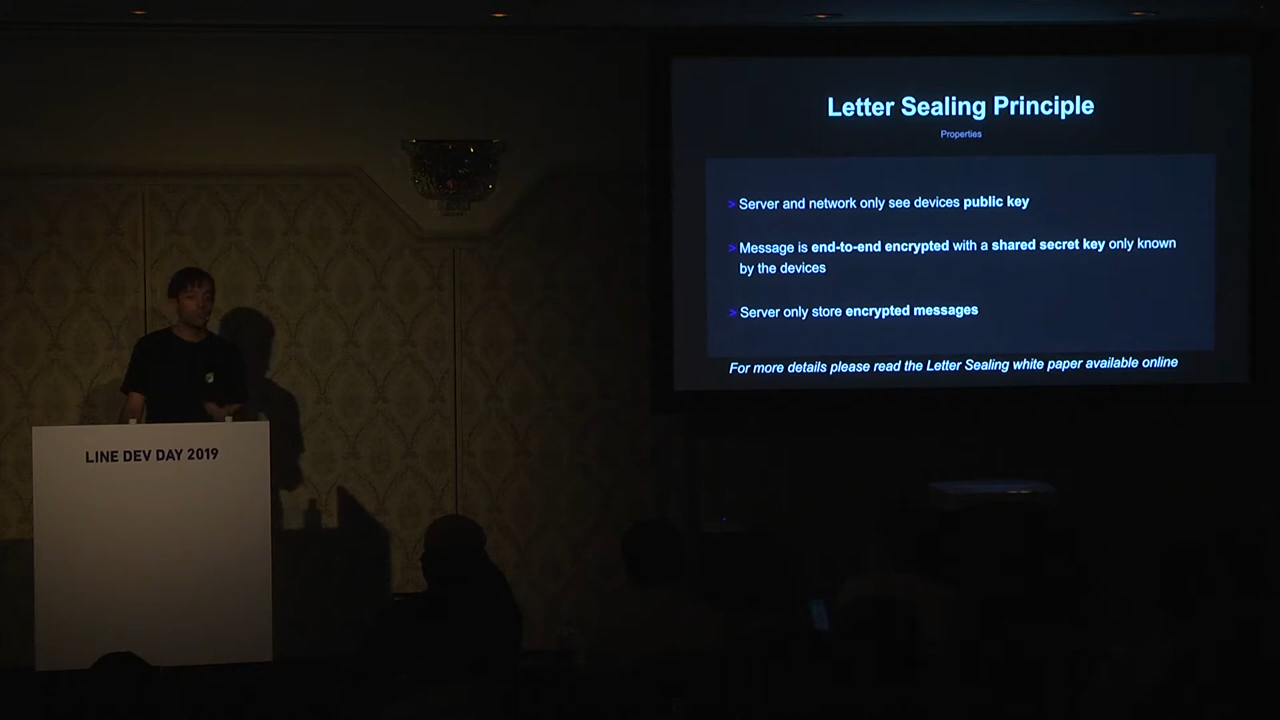 Letter Sealing Principle
Properties
> Server and network only see devices public key
> Message is end-to-end encrypted with a shared secret key only known
by the devices
> Server only store encrypted messages
For more details please read the Letter Sealing white paper available online
LINE DEV DAY 2019